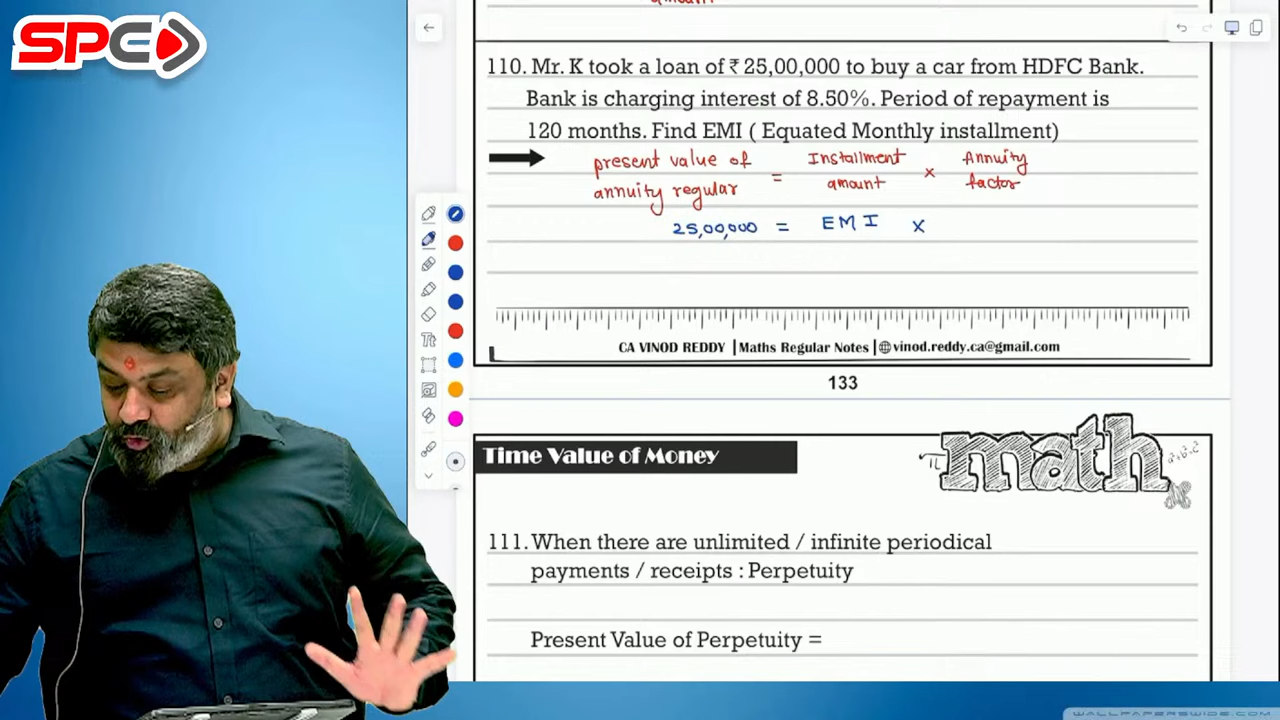 SPC
amount
110. Mr. K took a loan of ₹ 25,00,000 to buy a car from HDFC Bank.
Bank is charging interest of 8.50%. Period of repayment is
120 months. Find EMI ( Equated Monthly installment)
present value of annuity regular = Installment amount × Annuity factor
25,00,000 = EMI ×
CA VINOD REDDY | Maths Regular Notes | vinod.reddy.ca@gmail.com
133
Time Value of Money
math
π
111. When there are unlimited / infinite periodical
payments / receipts : Perpetuity
Present Value of Perpetuity =
Tt
WALLPAPERSWIDE.COM